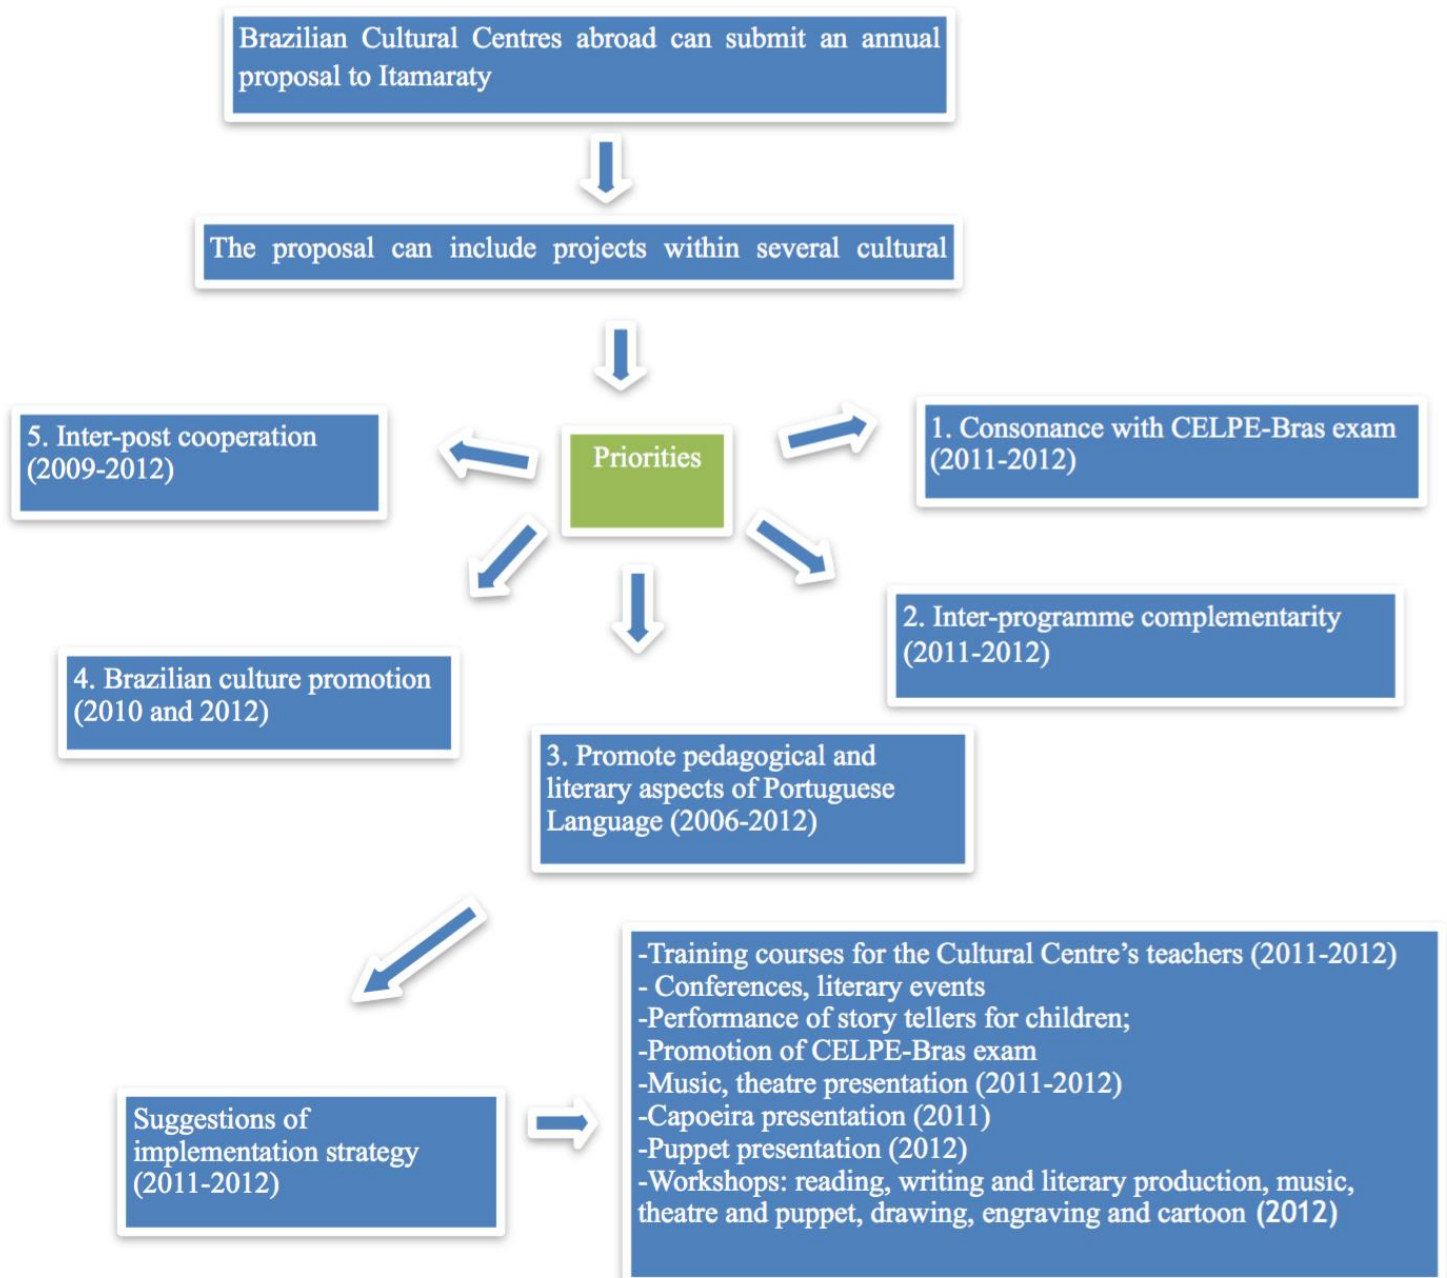 Brazilian Cultural Centres abroad can submit an annual
proposal to Itamaraty
The proposal can include projects within several cultural
Priorities
1. Consonance with CELPE-Bras exam
(2011-2012)
2. Inter-programme complementarity
(2011-2012)
3. Promote pedagogical and
literary aspects of Portuguese
Language (2006-2012)
4. Brazilian culture promotion
(2010 and 2012)
5. Inter-post cooperation
(2009-2012)
Suggestions of
implementation strategy
(2011-2012)
-Training courses for the Cultural Centre’s teachers (2011-2012)
- Conferences, literary events
-Performance of story tellers for children;
-Promotion of CELPE-Bras exam
-Music, theatre presentation (2011-2012)
-Capoeira presentation (2011)
-Puppet presentation (2012)
-Workshops: reading, writing and literary production, music,
theatre and puppet, drawing, engraving and cartoon (2012)